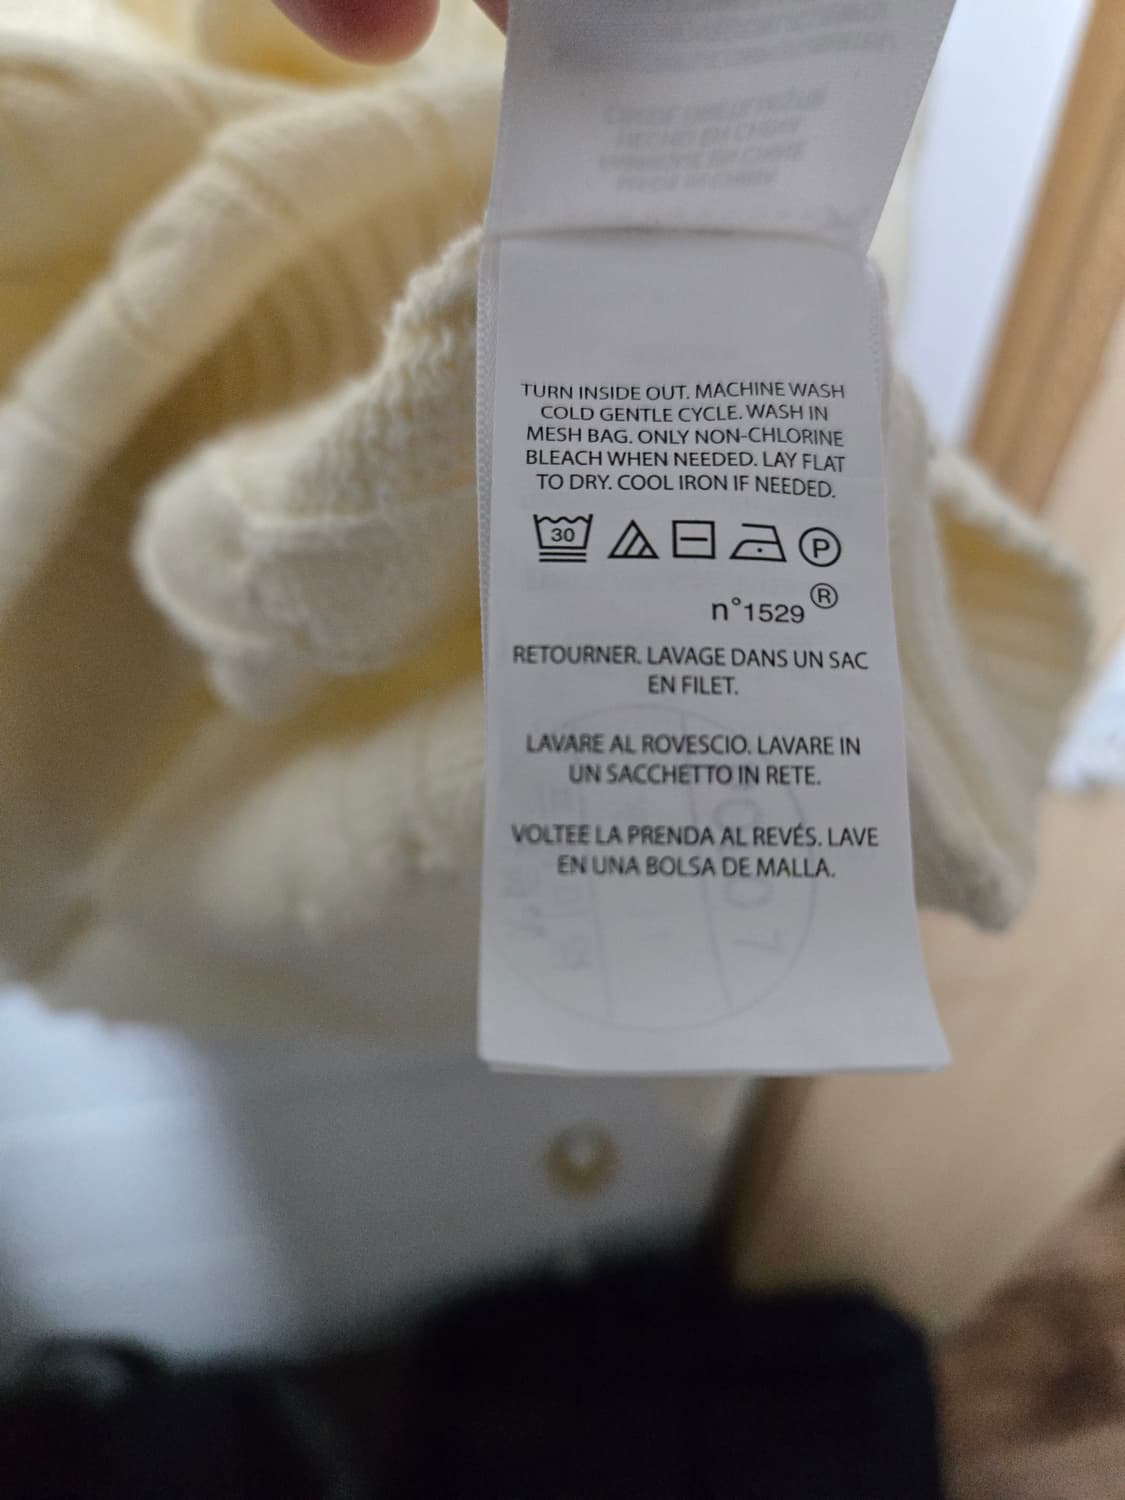 TURN INSIDE OUT. MACHINE WASH
COLD GENTLE CYCLE. WASH IN
MESH BAG. ONLY NON-CHLORINE
BLEACH WHEN NEEDED. LAY FLAT
TO DRY. COOL IRON IF NEEDED.
30 P
n°1529 ®
RETOURNER. LAVAGE DANS UN SAC
EN FILET.
LAVARE AL ROVESCIO. LAVARE IN
UN SACCHETTO IN RETE.
VOLTEE LA PRENDA AL REVÉS. LAVE
EN UNA BOLSA DE MALLA.